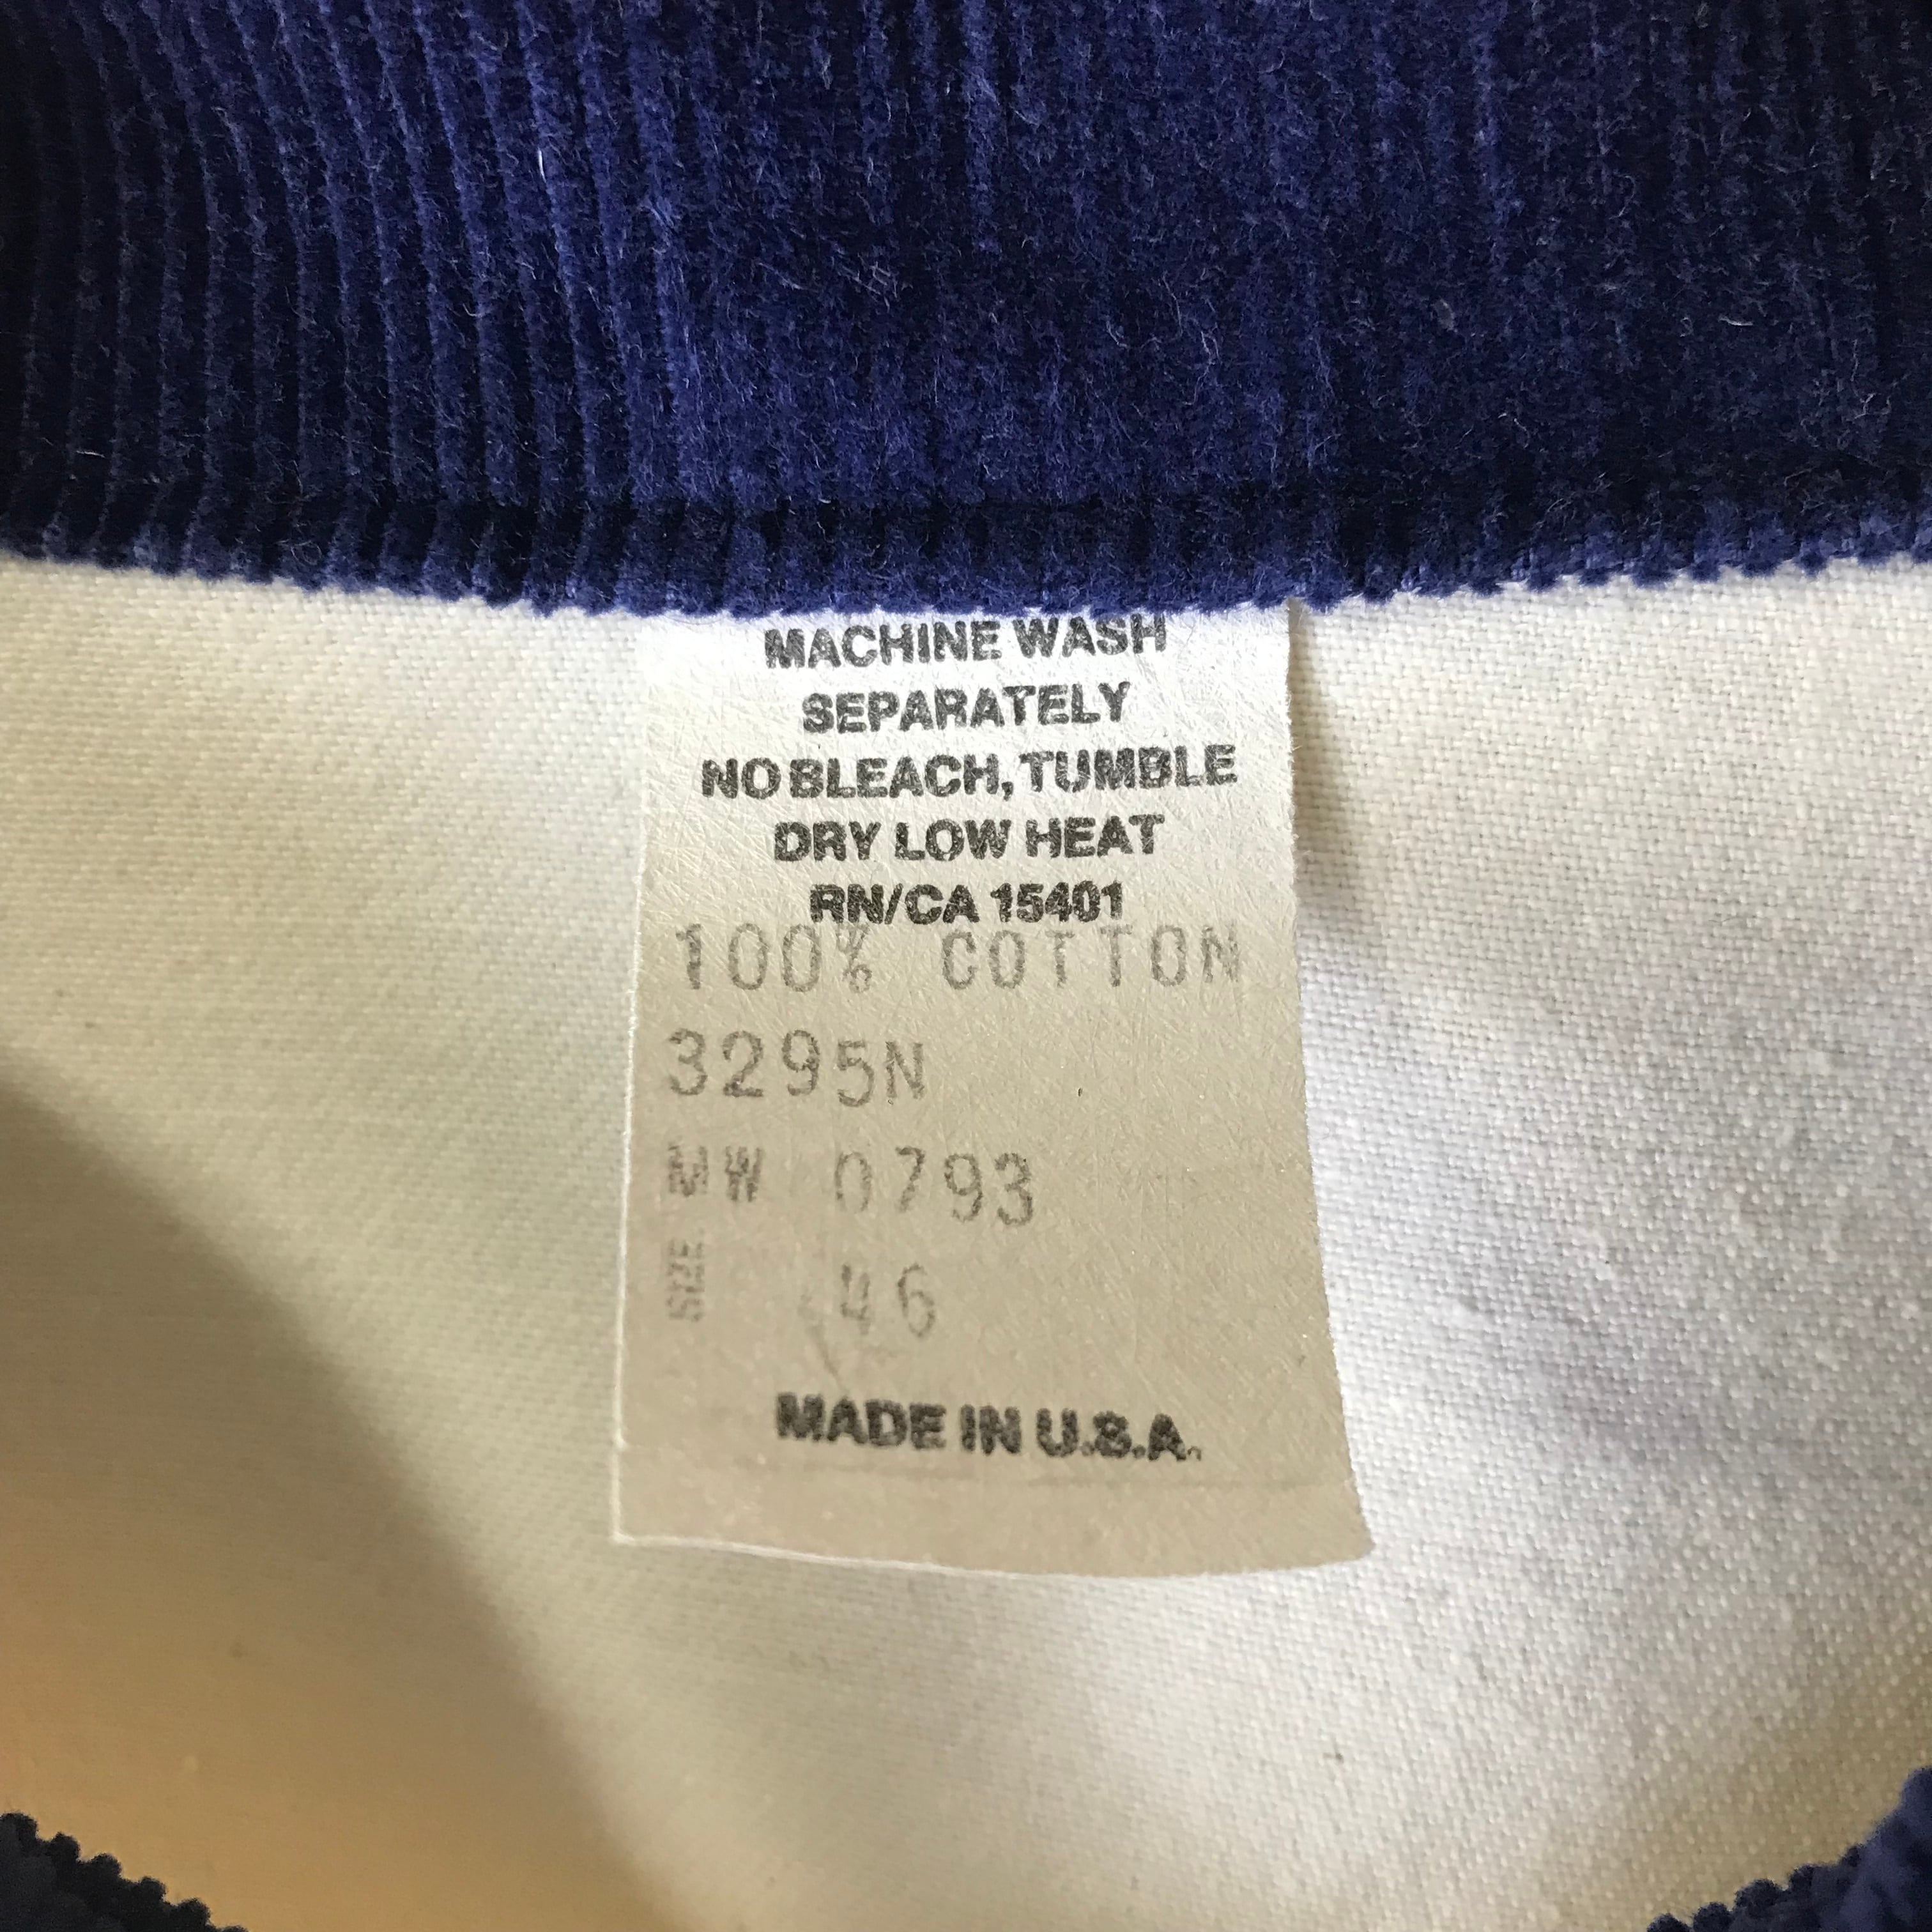 MACHINE WASH
SEPARATELY
NO BLEACH, TUMBLE
DRY LOW HEAT
RN/CA 15401
100% COTTON
3295N
MW 0793
SIZE 46
MADE IN U.S.A.